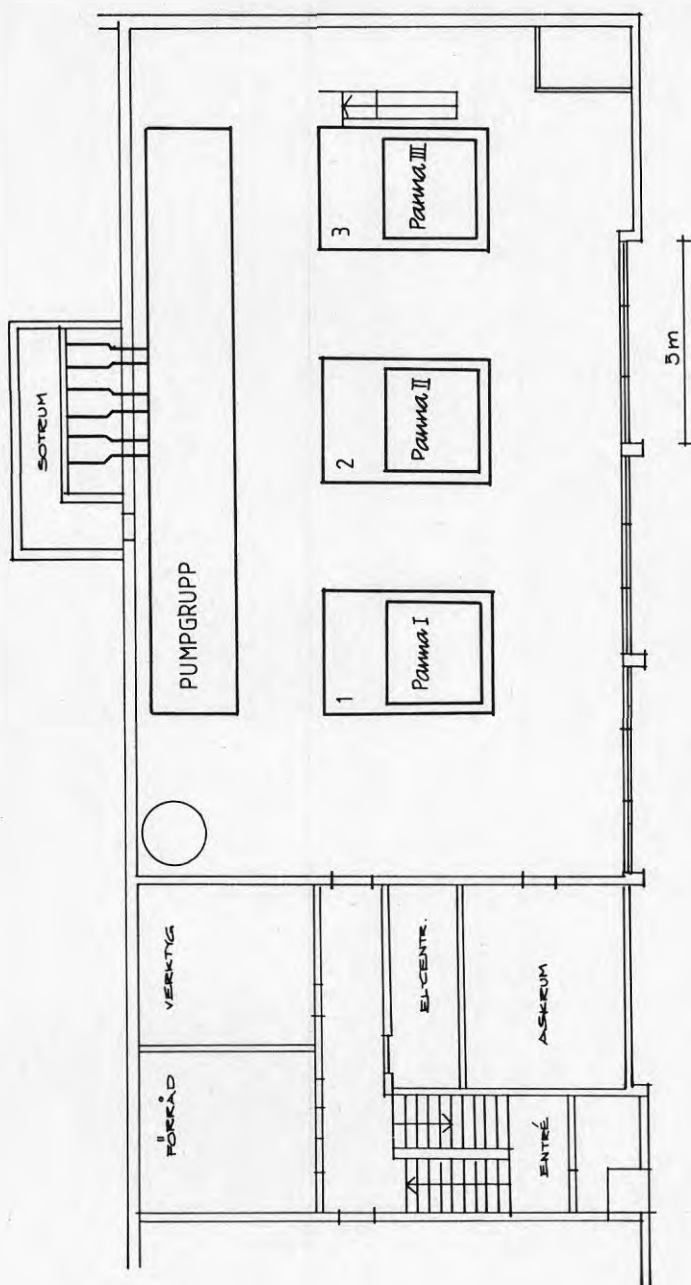 SOTRUM
FÖRRÅD
VERKTYG
PUMPGRUPP
1
2
3
Panna I
Panna II
Panna III
EL-CENTR.
ENTRÉ
ASKRUM
5 m